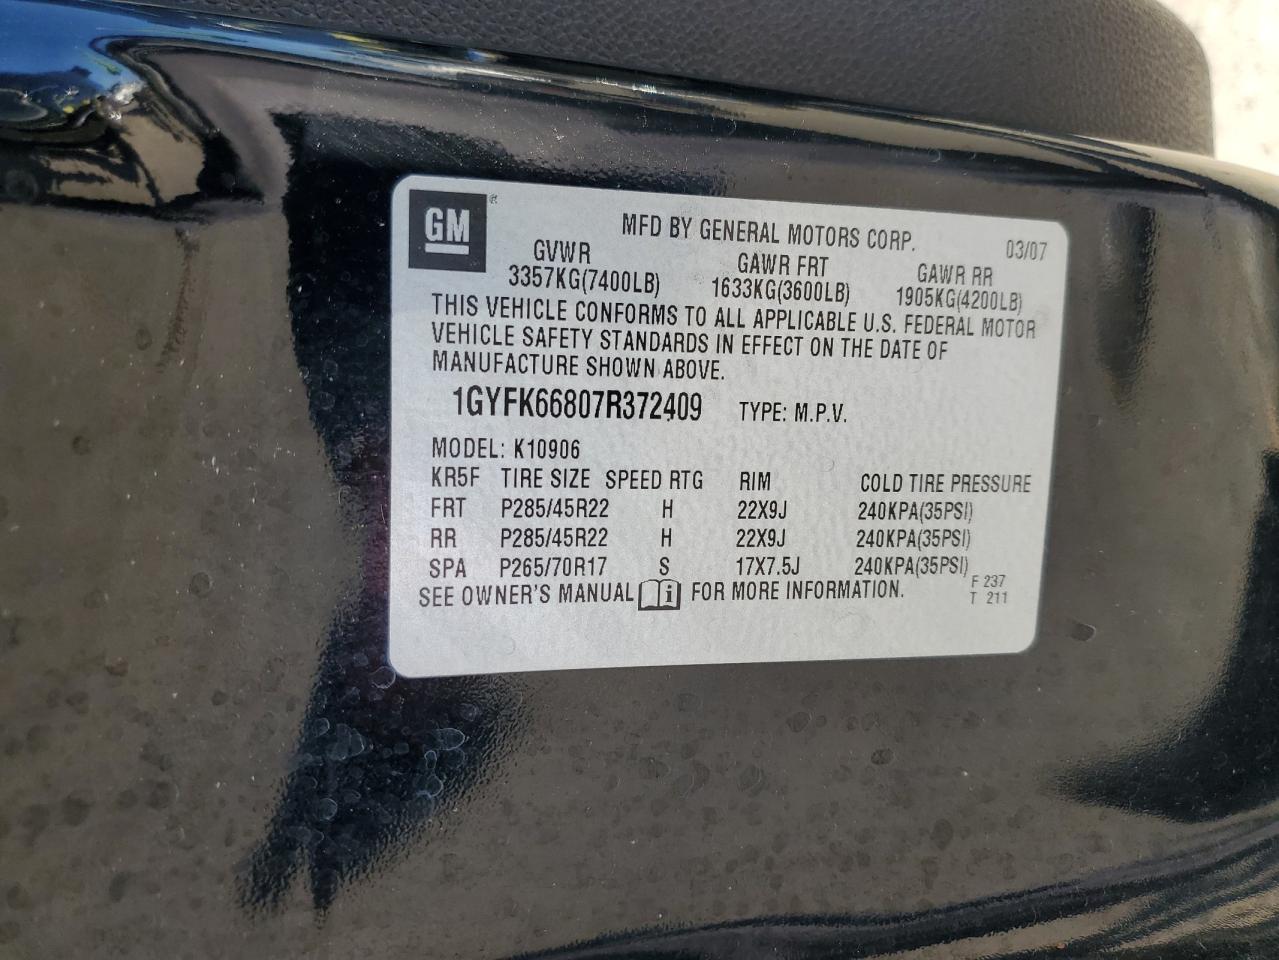 GM ® MFD BY GENERAL MOTORS CORP. 03/07
GVWR GAWR FRT GAWR RR
3357KG(7400LB) 1633KG(3600LB) 1905KG(4200LB)
THIS VEHICLE CONFORMS TO ALL APPLICABLE U.S. FEDERAL MOTOR
VEHICLE SAFETY STANDARDS IN EFFECT ON THE DATE OF
MANUFACTURE SHOWN ABOVE.
1GYFK66807R372409 TYPE: M.P.V.
MODEL: K10906
KR5F TIRE SIZE SPEED RTG RIM COLD TIRE PRESSURE
FRT P285/45R22 H 22X9J 240KPA(35PSI)
RR P285/45R22 H 22X9J 240KPA(35PSI)
SPA P265/70R17 S 17X7.5J 240KPA(35PSI)
SEE OWNER'S MANUAL i FOR MORE INFORMATION.
F 237
T 211